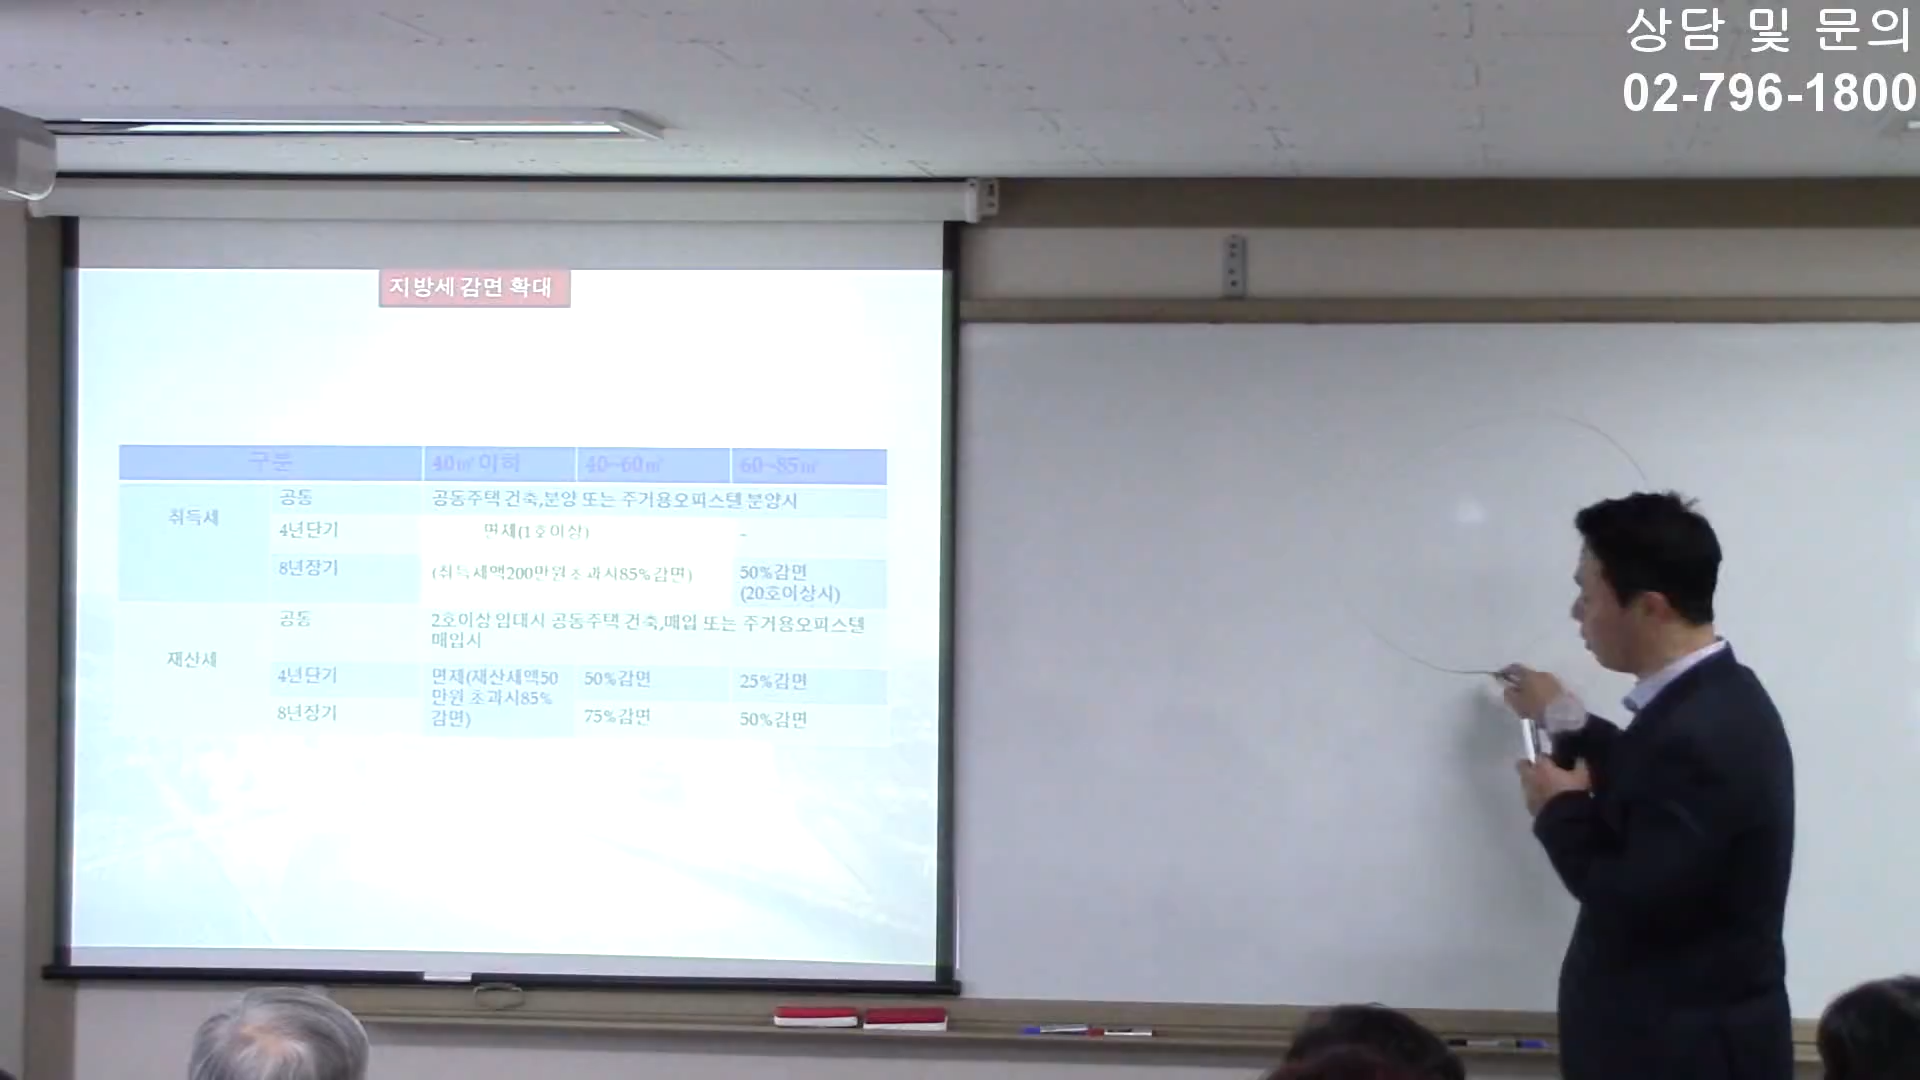 상담 및 문의
02-796-1800
지방세 감면 확대
구분 40㎡이하 40~60㎡ 60~85㎡
취득세 공통 공동주택 건축,분양 또는 주거용오피스텔 분양시
4년단기 면제(1호이상) -
8년장기 (취득세액200만원초과시85%감면) 50%감면
(20호이상시)
재산세 공통 2호이상 임대시 공동주택 건축,매입 또는 주거용오피스텔
매입시
4년단기 면제(재산세액50 50%감면 25%감면
만원 초과시85%
8년장기 감면) 75%감면 50%감면